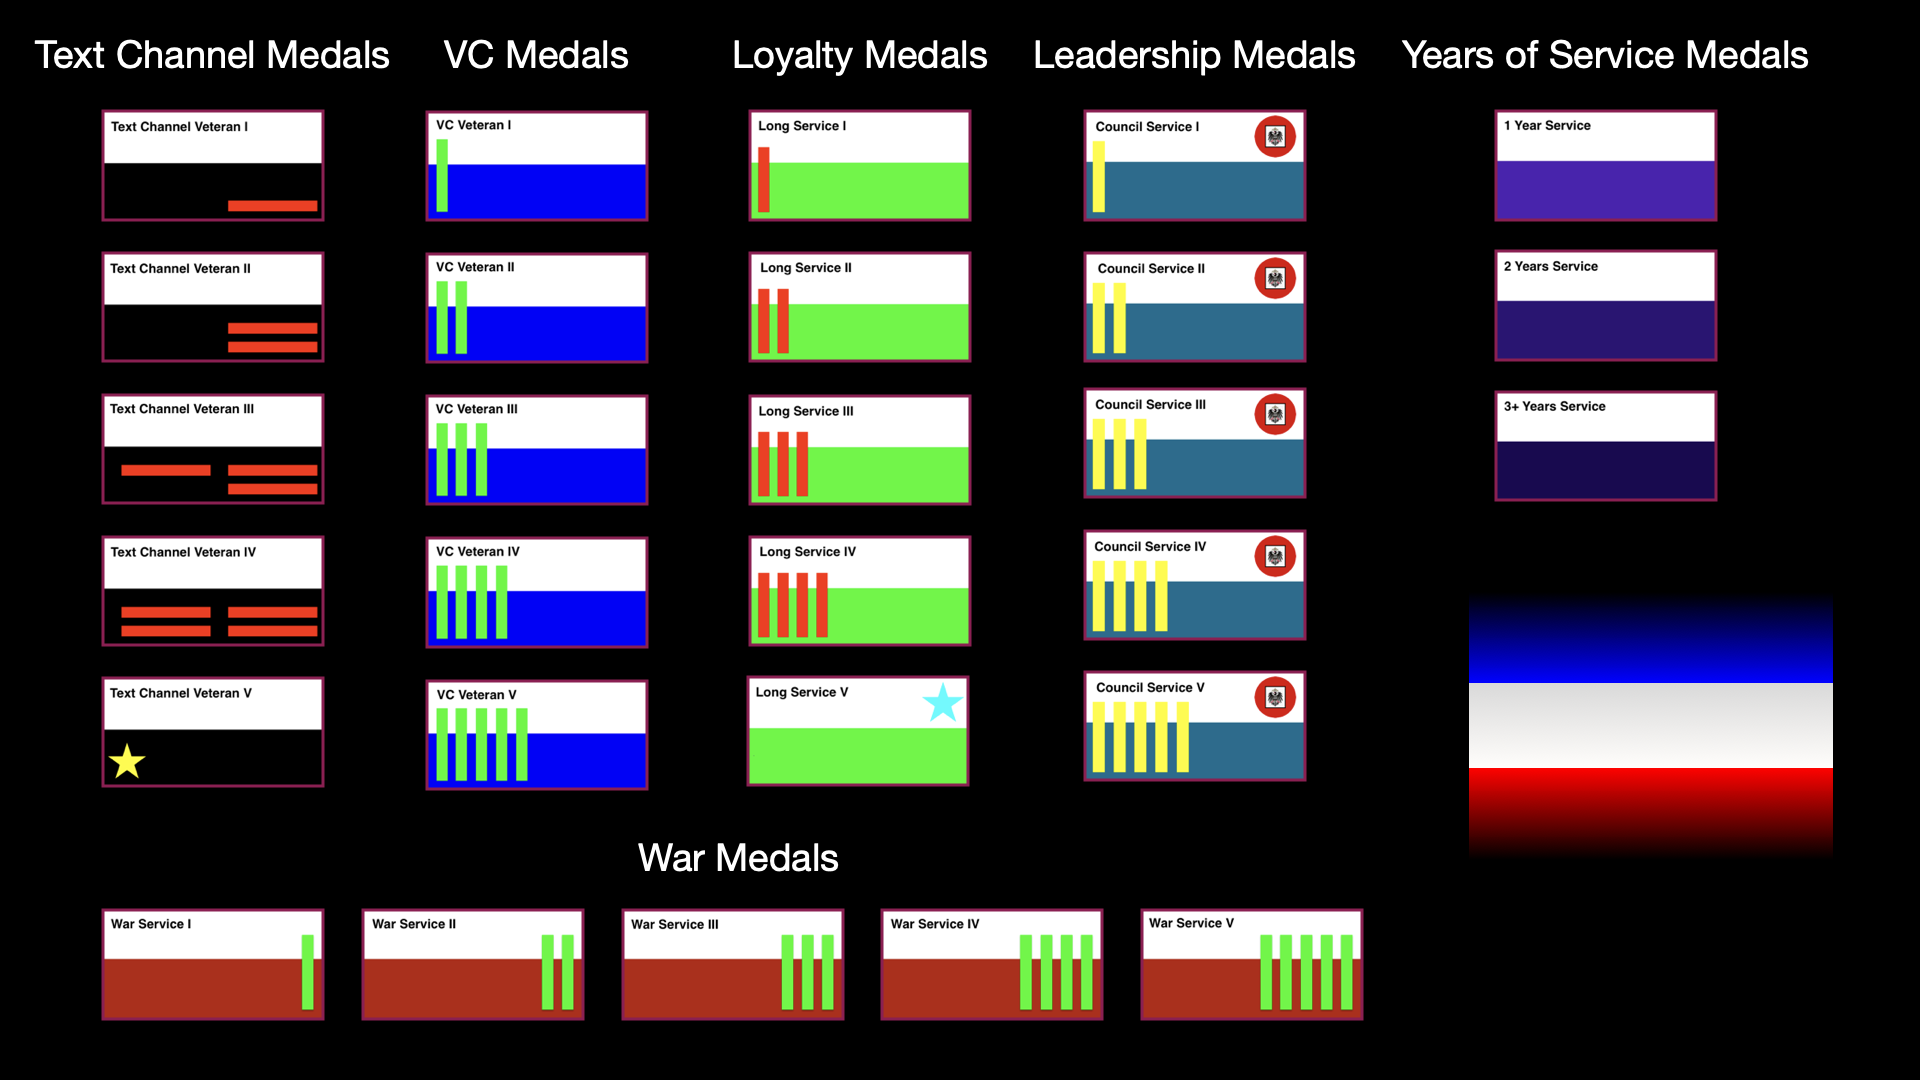 Text Channel Medals
VC Medals
Loyalty Medals
Leadership Medals
Years of Service Medals
Text Channel Veteran I
VC Veteran I
Long Service I
Council Service I
1 Year Service
Text Channel Veteran II
VC Veteran II
Long Service II
Council Service II
2 Years Service
Text Channel Veteran III
VC Veteran III
Long Service III
Council Service III
3+ Years Service
Text Channel Veteran IV
VC Veteran IV
Long Service IV
Council Service IV
Text Channel Veteran V
VC Veteran V
Long Service V
Council Service V
War Medals
War Service I
War Service II
War Service III
War Service IV
War Service V